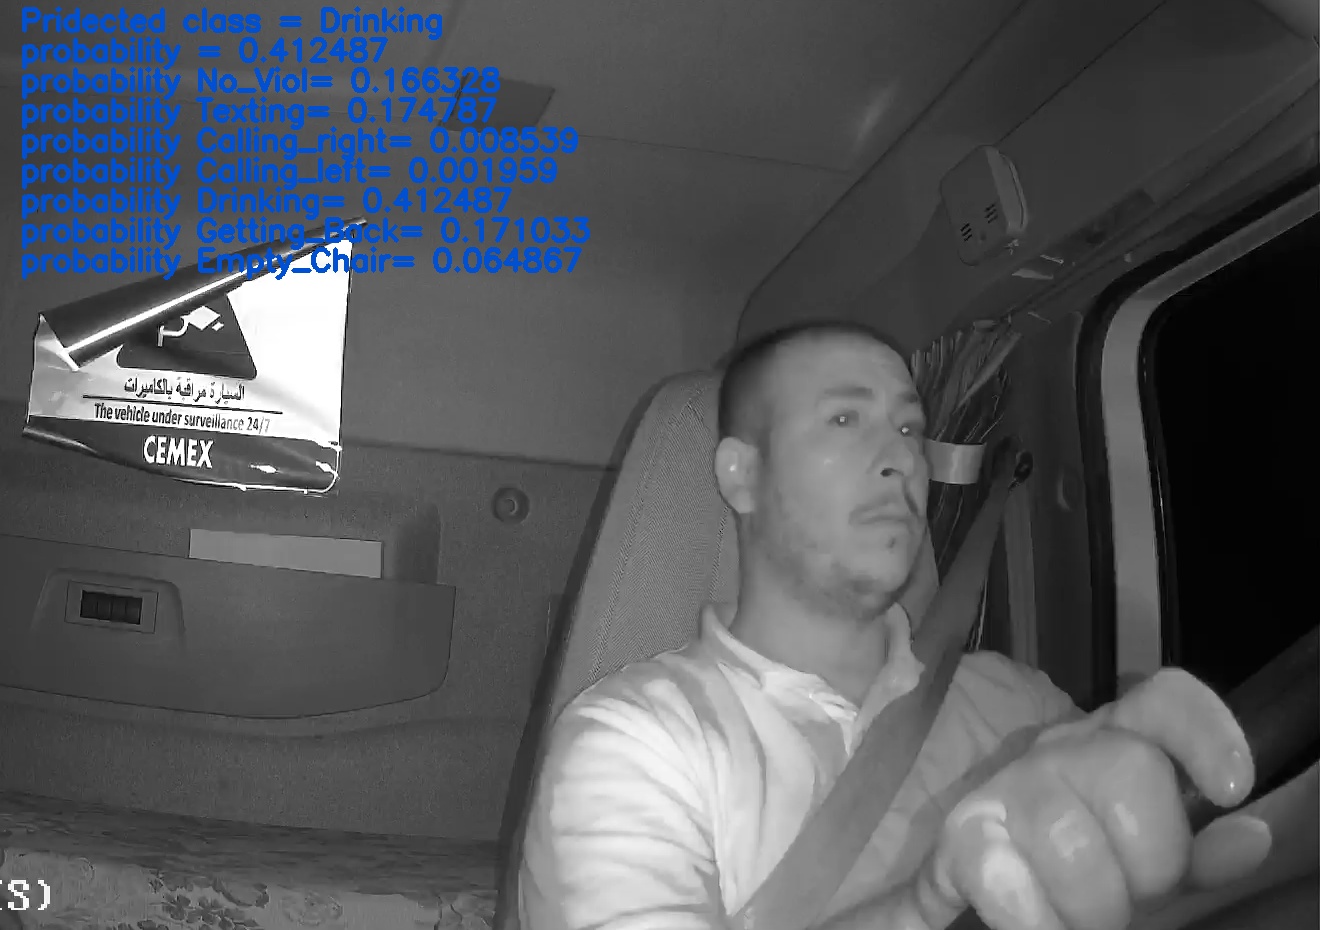 Pridected class = Drinking
probability = 0.412487
probability No_Viol= 0.166328
probability Texting= 0.174787
probability Calling_right= 0.008539
probability Calling_left= 0.001959
probability Drinking= 0.412487
probability Getting_Back= 0.171033
probability Empty_Chair= 0.064867
السيارة مراقبة بالكاميرات
The vehicle under surveillance 24/7
CEMEX
(S)